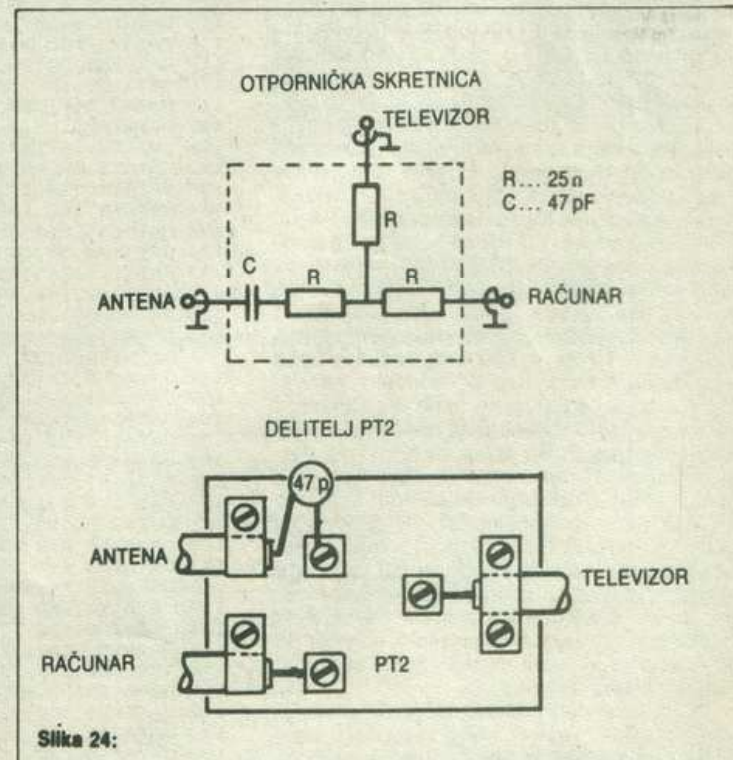 OTPORNIČKA SKRETNICA
TELEVIZOR
R... 25Ω
C... 47 pF
R
C
R
R
ANTENA
RAČUNAR
DELITELJ PT2
47 p
ANTENA
TELEVIZOR
RAČUNAR
PT2
Slika 24: